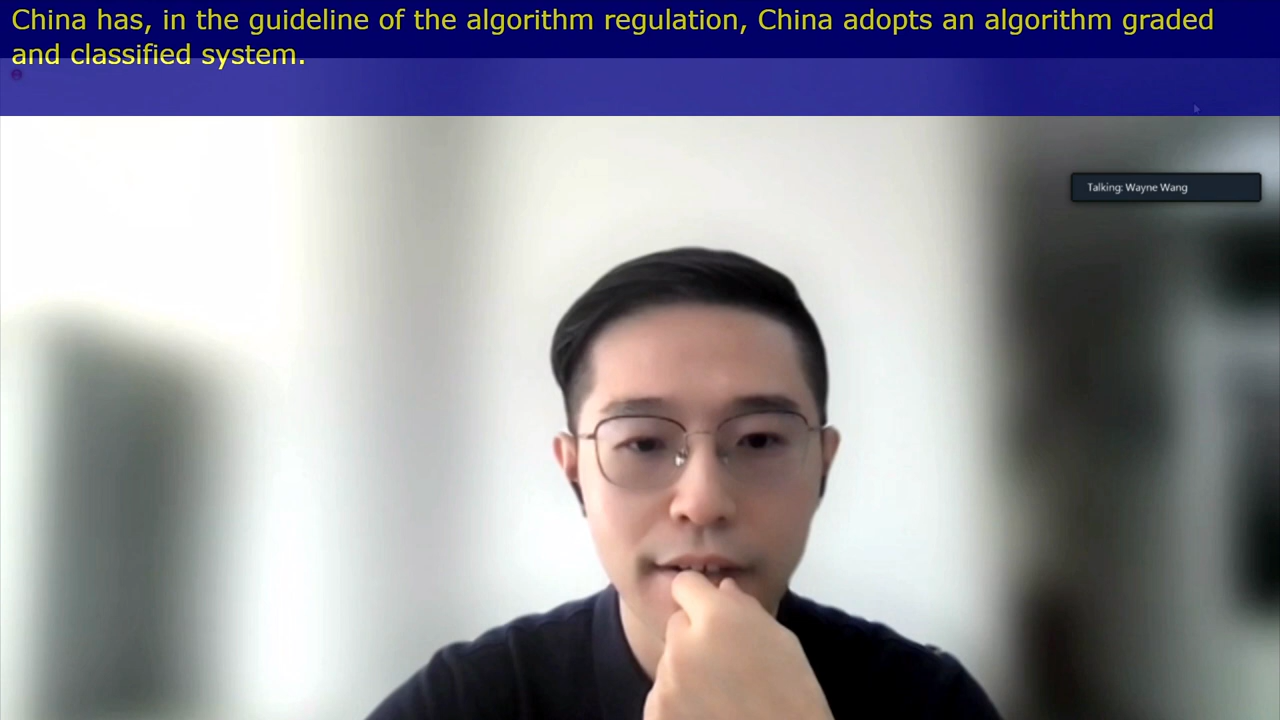 China has, in the guideline of the algorithm regulation, China adopts an algorithm graded
and classified system.
Talking: Wayne Wang